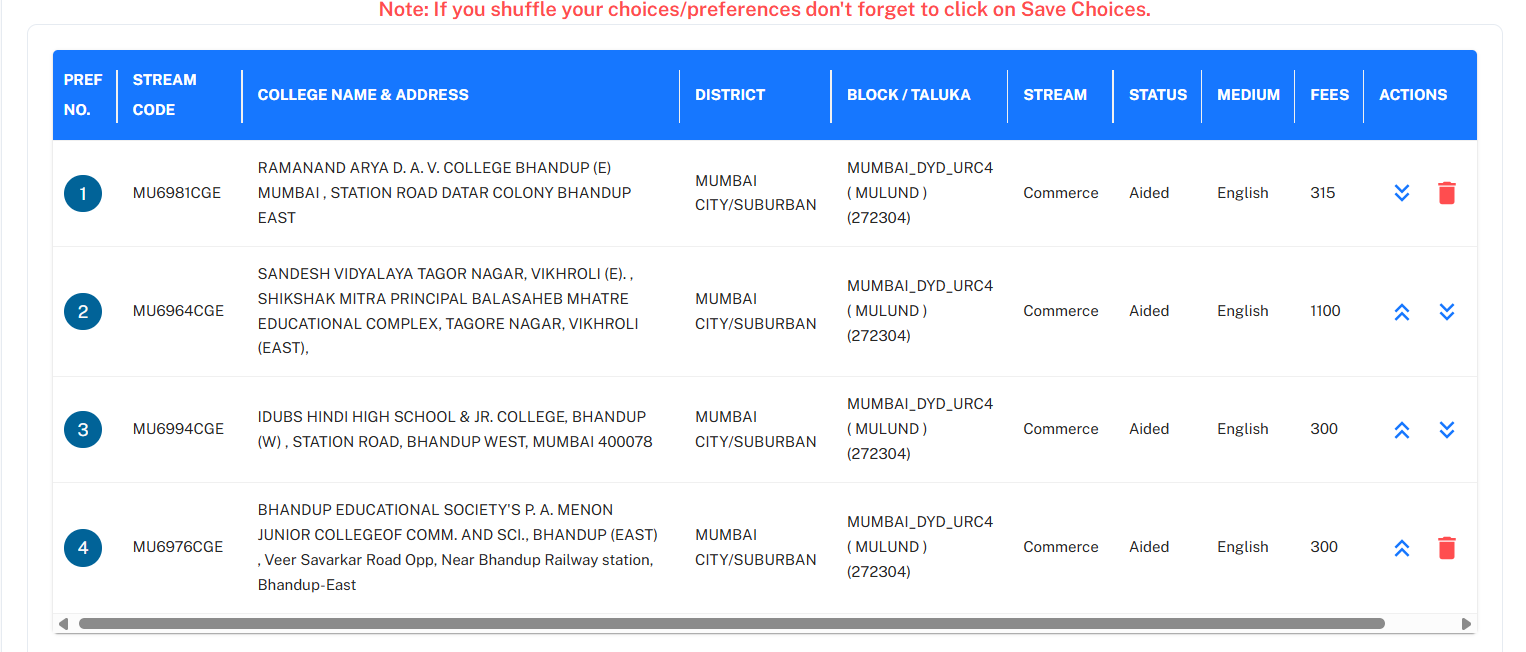 Note: If you shuffle your choices/preferences don't forget to click on Save Choices.
PREF NO. STREAM CODE COLLEGE NAME & ADDRESS DISTRICT BLOCK / TALUKA STREAM STATUS MEDIUM FEES ACTIONS
1
MU6981CGE
RAMANAND ARYA D. A. V. COLLEGE BHANDUP (E)
MUMBAI , STATION ROAD DATAR COLONY BHANDUP
EAST
MUMBAI
CITY/SUBURBAN
MUMBAI_DYD_URC4
( MULUND )
(272304)
Commerce
Aided
English
315
2
MU6964CGE
SANDESH VIDYALAYA TAGOR NAGAR, VIKHROLI (E). ,
SHIKSHAK MITRA PRINCIPAL BALASAHEB MHATRE
EDUCATIONAL COMPLEX, TAGORE NAGAR, VIKHROLI
(EAST),
MUMBAI
CITY/SUBURBAN
MUMBAI_DYD_URC4
( MULUND )
(272304)
Commerce
Aided
English
1100
3
MU6994CGE
IDUBS HINDI HIGH SCHOOL & JR. COLLEGE, BHANDUP
(W) , STATION ROAD, BHANDUP WEST, MUMBAI 400078
MUMBAI
CITY/SUBURBAN
MUMBAI_DYD_URC4
( MULUND )
(272304)
Commerce
Aided
English
300
4
MU6976CGE
BHANDUP EDUCATIONAL SOCIETY'S P. A. MENON
JUNIOR COLLEGEOF COMM. AND SCI., BHANDUP (EAST)
, Veer Savarkar Road Opp, Near Bhandup Railway station,
Bhandup-East
MUMBAI
CITY/SUBURBAN
MUMBAI_DYD_URC4
( MULUND )
(272304)
Commerce
Aided
English
300